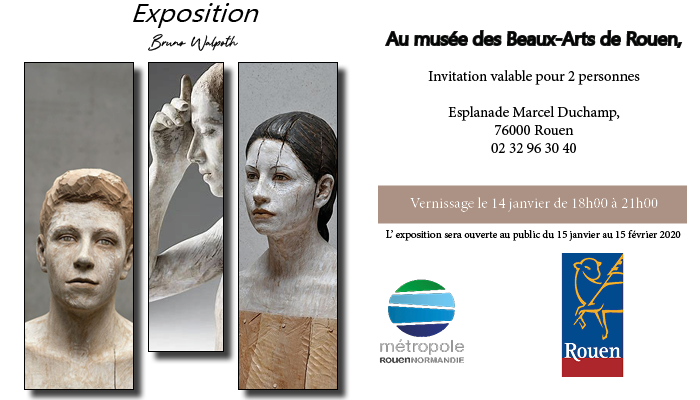 Exposition
Bruno Walpoth
Au musée des Beaux-Arts de Rouen,
Invitation valable pour 2 personnes
Esplanade Marcel Duchamp,
76000 Rouen
02 32 96 30 40
Vernissage le 14 janvier de 18h00 à 21h00
L’ exposition sera ouverte au public du 15 janvier au 15 février 2020
métropole
ROUENNORMANDIE
Rouen